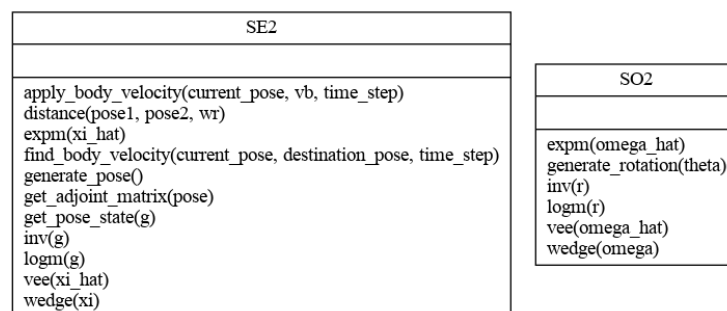 SE2
apply_body_velocity(current_pose, vb, time_step)
distance(pose1, pose2, wr)
expm(xi_hat)
find_body_velocity(current_pose, destination_pose, time_step)
generate_pose()
get_adjoint_matrix(pose)
get_pose_state(g)
inv(g)
logm(g)
vee(xi_hat)
wedge(xi)
SO2
expm(omega_hat)
generate_rotation(theta)
inv(r)
logm(r)
vee(omega_hat)
wedge(omega)